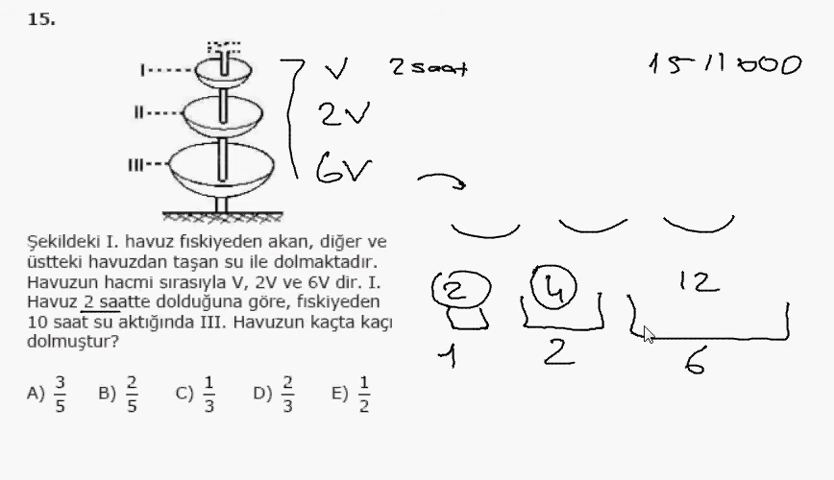 15.
I
V 2 saat 15 11 000
II
2V
III
6V
Şekildeki I. havuz fıskiyeden akan, diğer ve
üstteki havuzdan taşan su ile dolmaktadır.
Havuzun hacmi sırasıyla V, 2V ve 6V dir. I.
Havuz 2 saatte dolduğuna göre, fıskiyeden
10 saat su aktığında III. Havuzun kaçta kaçı
dolmuştur?
2 4 12
1 2 6
A) 3/5 B) 2/5 C) 1/3 D) 2/3 E) 1/2